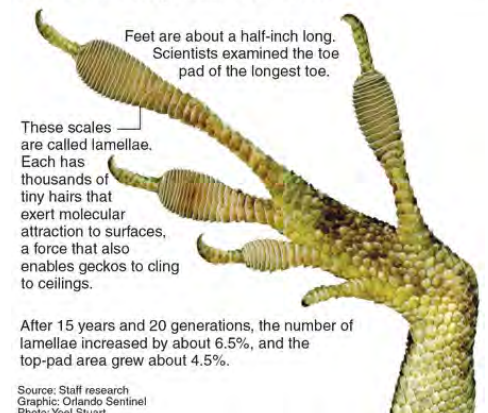 Feet are about a half-inch long.
Scientists examined the toe
pad of the longest toe.
These scales
are called lamellae.
Each has
thousands of
tiny hairs that
exert molecular
attraction to surfaces,
a force that also
enables geckos to cling
to ceilings.
After 15 years and 20 generations, the number of
lamellae increased by about 6.5%, and the
top-pad area grew about 4.5%.
Source: Staff research
Graphic: Orlando Sentinel
Photo: Yoel Stuart